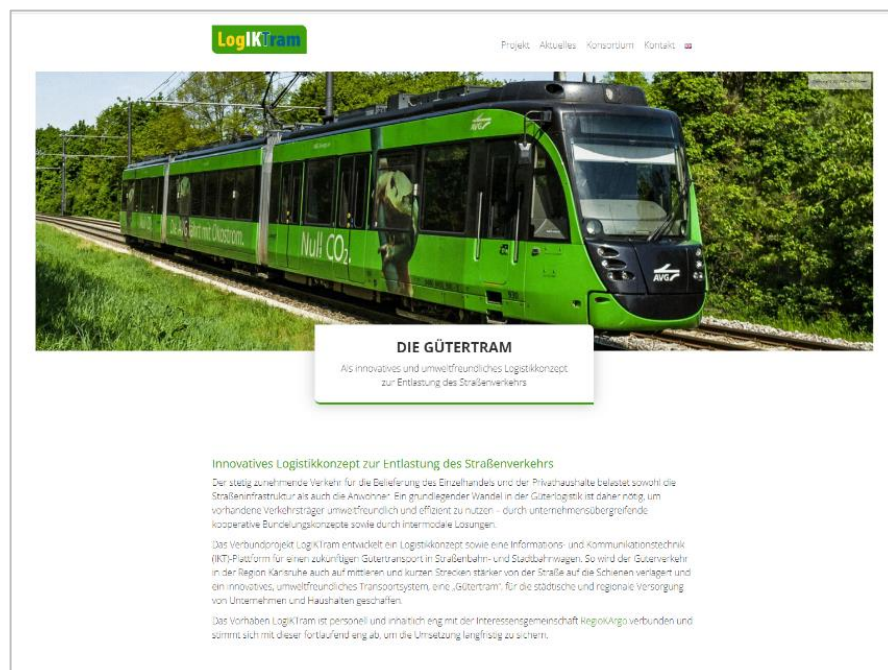 LogIKTram
Projekt Aktuelles Konsortium Kontakt
AVG
Null CO₂.
mit Ökostrom.
AVG
DIE GÜTERTRAM
Als innovatives und umweltfreundliches Logistikkonzept
zur Entlastung des Straßenverkehrs
Innovatives Logistikkonzept zur Entlastung des Straßenverkehrs
Der stetig zunehmende Verkehr für die Belieferung des Einzelhandels und der Privathaushalte belastet sowohl die
Straßeninfrastruktur als auch die Anwohner. Ein grundlegender Wandel in der Güterlogistik ist daher nötig, um
vorhandene Verkehrsträger umweltfreundlich und effizient zu nutzen – durch unternehmensübergreifende
kooperative Bündelungskonzepte sowie durch intermodale Lösungen.
Das Verbundprojekt LogIKTram entwickelt ein Logistikkonzept sowie eine Informations- und Kommunikationstechnik
(IKT)-Plattform für einen zukünftigen Gütertransport in Straßenbahn- und Stadtbahnwagen. So wird der Güterverkehr
in der Region Karlsruhe auch auf mittleren und kurzen Strecken stärker von der Straße auf die Schienen verlagert und
ein innovatives, umweltfreundliches Transportsystem, eine „Gütertram“, für die städtische und regionale Versorgung
von Unternehmen und Haushalten geschaffen.
Das Vorhaben LogIKTram ist personell und inhaltlich eng mit der Interessensgemeinschaft RegioKArgo verbunden und
stimmt sich mit dieser fortlaufend eng ab, um die Umsetzung langfristig zu sichern.